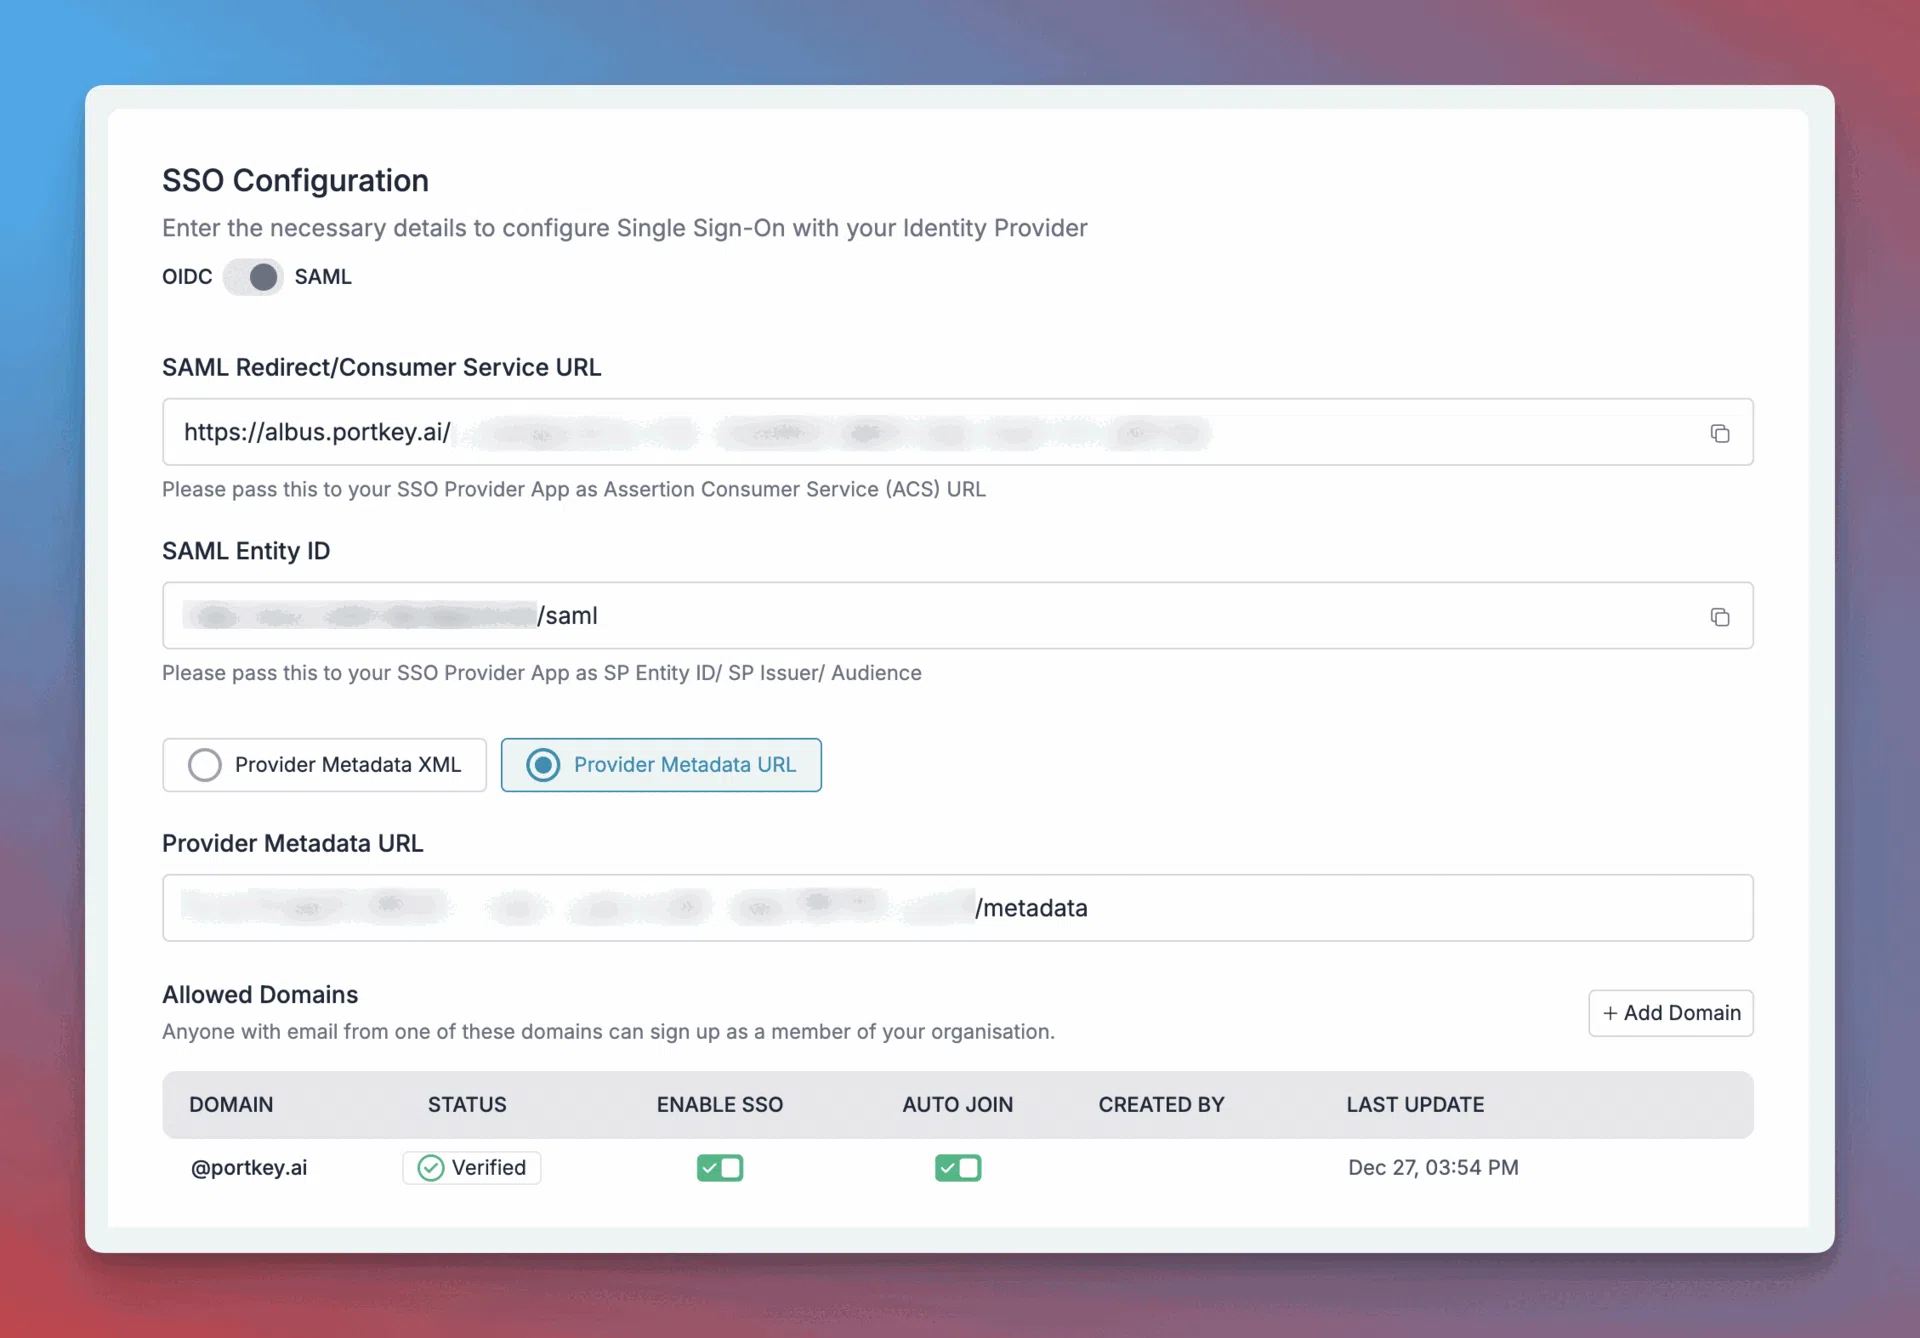 SSO Configuration
Enter the necessary details to configure Single Sign-On with your Identity Provider
OIDC SAML
SAML Redirect/Consumer Service URL
https://albus.portkey.ai/
Please pass this to your SSO Provider App as Assertion Consumer Service (ACS) URL
SAML Entity ID
/saml
Please pass this to your SSO Provider App as SP Entity ID/ SP Issuer/ Audience
Provider Metadata XML Provider Metadata URL
Provider Metadata URL
/metadata
Allowed Domains
+ Add Domain
Anyone with email from one of these domains can sign up as a member of your organisation.
DOMAIN STATUS ENABLE SSO AUTO JOIN CREATED BY LAST UPDATE
@portkey.ai Verified Dec 27, 03:54 PM